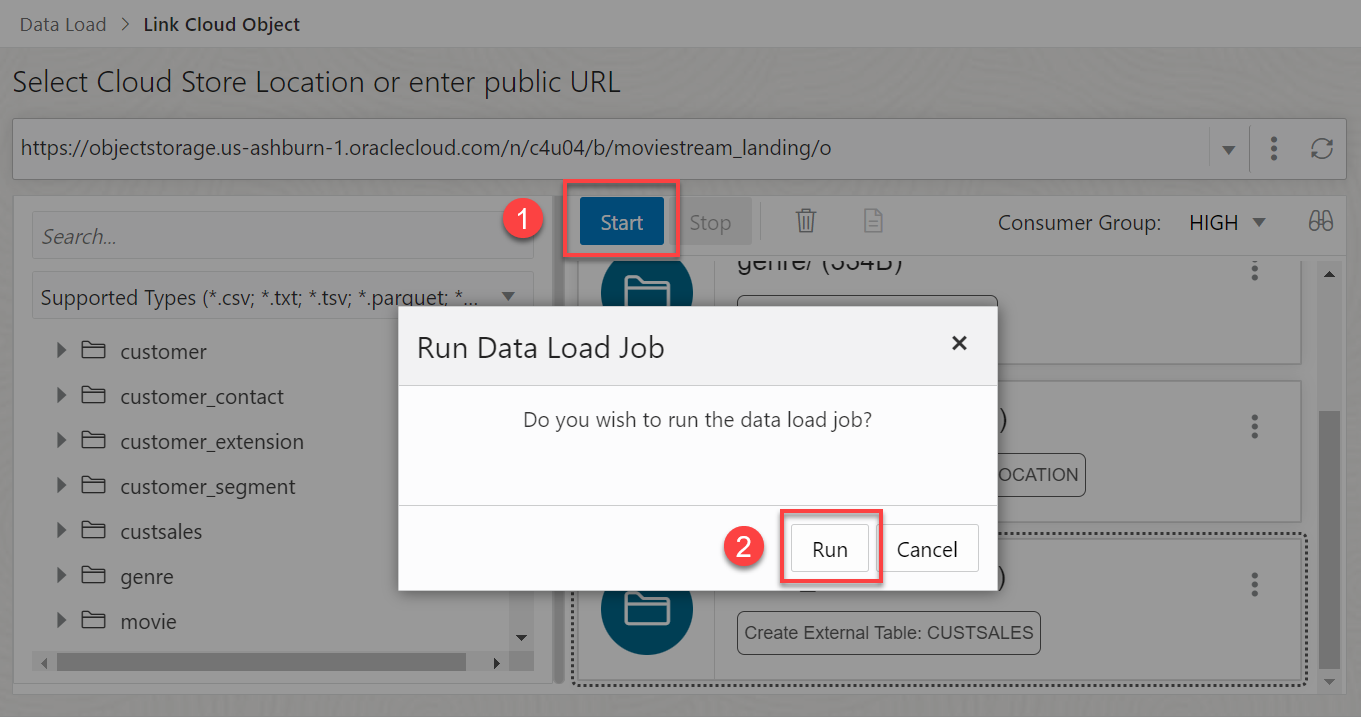 Data Load > Link Cloud Object
Select Cloud Store Location or enter public URL
https://objectstorage.us-ashburn-1.oraclecloud.com/n/c4u04/b/moviestream_landing/o
1
Start
Stop
Consumer Group:
HIGH
Search...
Supported Types (*.csv; *.txt; *.tsv; *.parquet; *...
customer
customer_contact
customer_extension
customer_segment
custsales
genre
movie
genre/ (554B)
)
OCATION
Run Data Load Job
Do you wish to run the data load job?
2
Run
Cancel
)
Create External Table: CUSTSALES